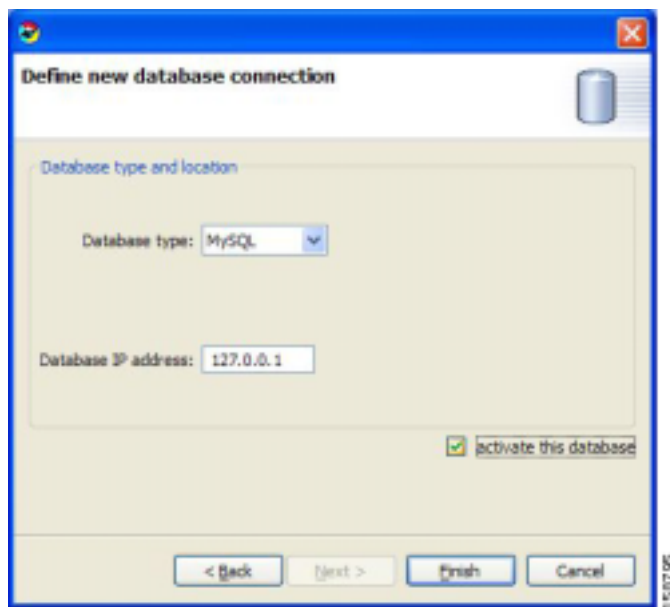 Define new database connection
Database type and location
Database type: MySQL
Database IP address: 127.0.0.1
activate this database
< Back Next > Finish Cancel